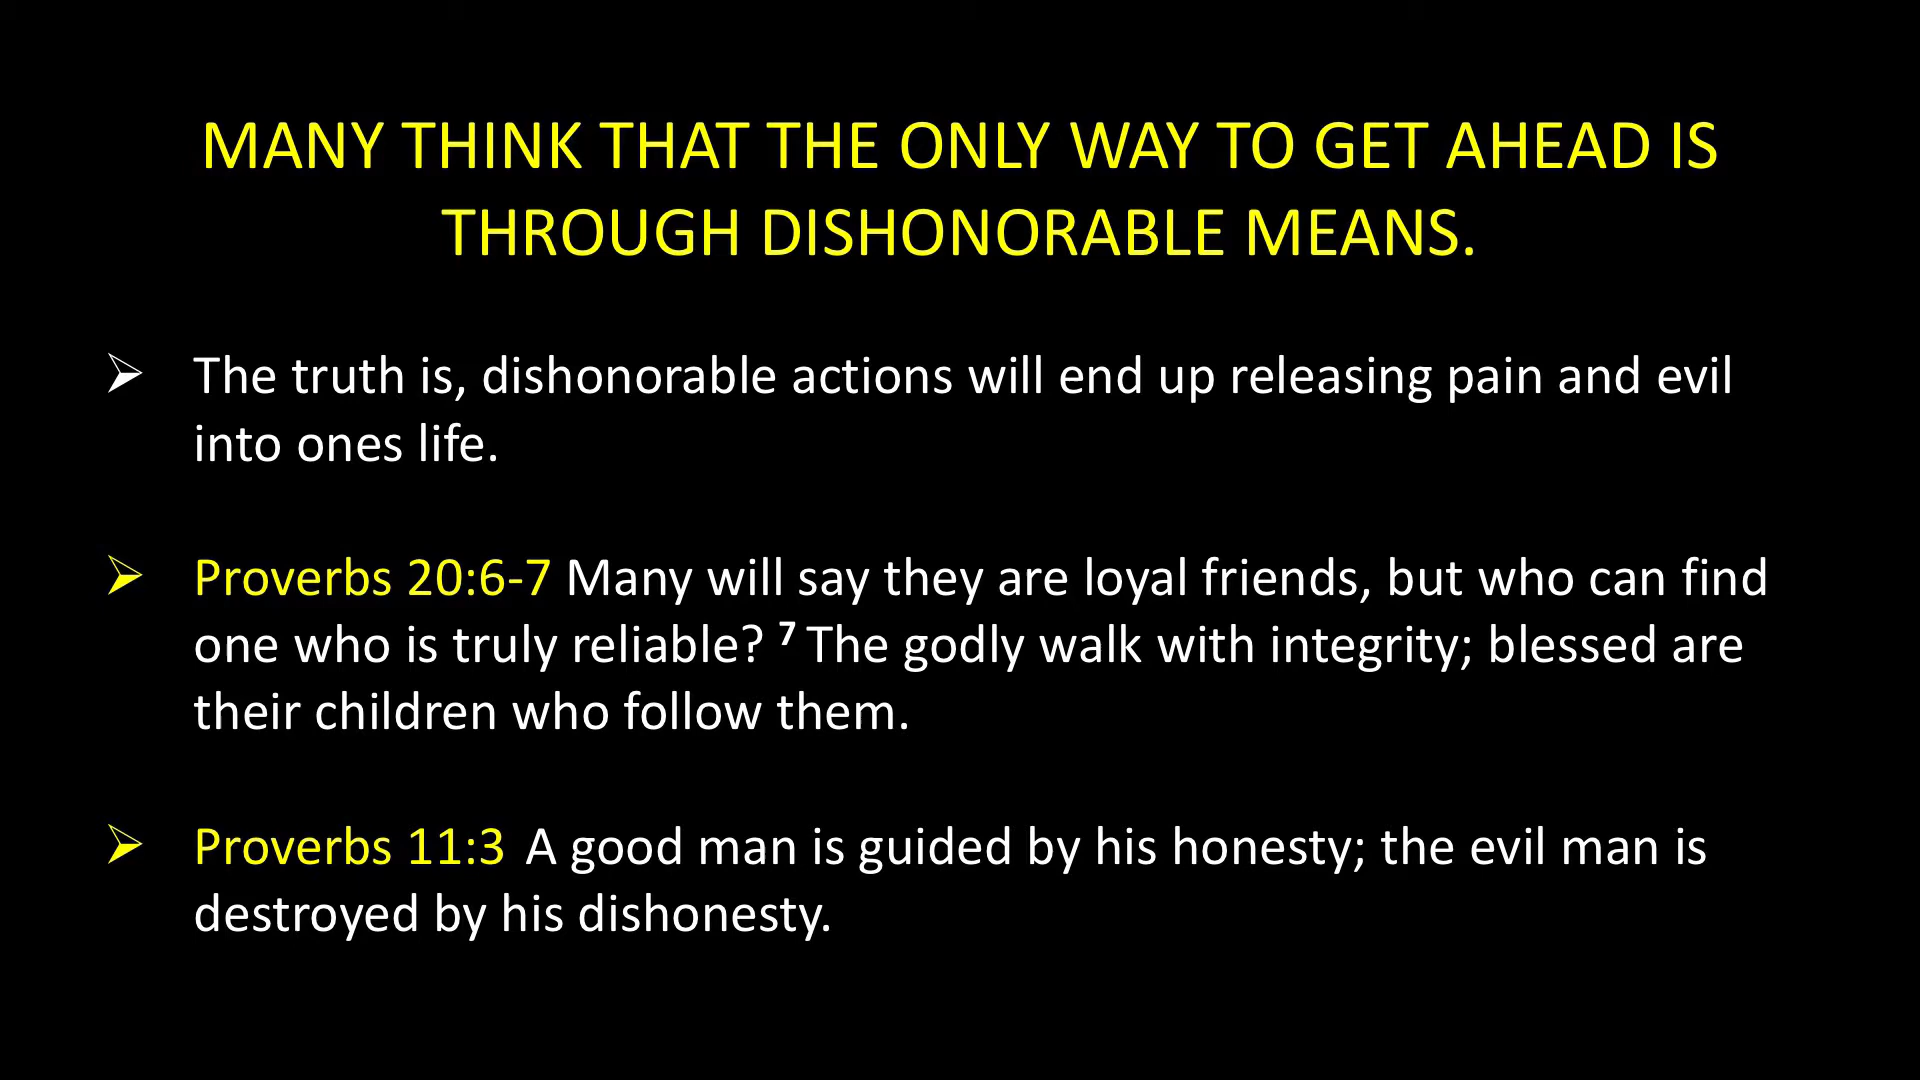 MANY THINK THAT THE ONLY WAY TO GET AHEAD IS
THROUGH DISHONORABLE MEANS.
➢ The truth is, dishonorable actions will end up releasing pain and evil
into ones life.
➢ Proverbs 20:6-7 Many will say they are loyal friends, but who can find
one who is truly reliable? ⁷ The godly walk with integrity; blessed are
their children who follow them.
➢ Proverbs 11:3 A good man is guided by his honesty; the evil man is
destroyed by his dishonesty.